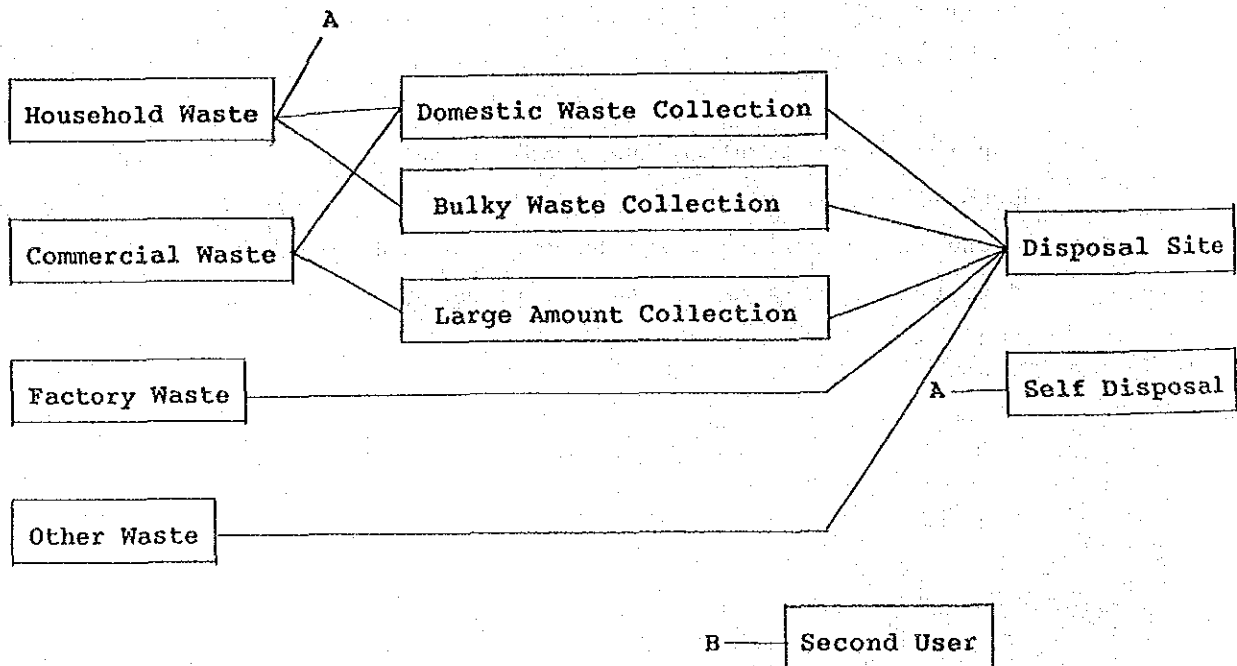 A
Household Waste
Domestic Waste Collection
Bulky Waste Collection
Commercial Waste
Disposal Site
Large Amount Collection
Factory Waste
A
Self Disposal
Other Waste
B
Second User